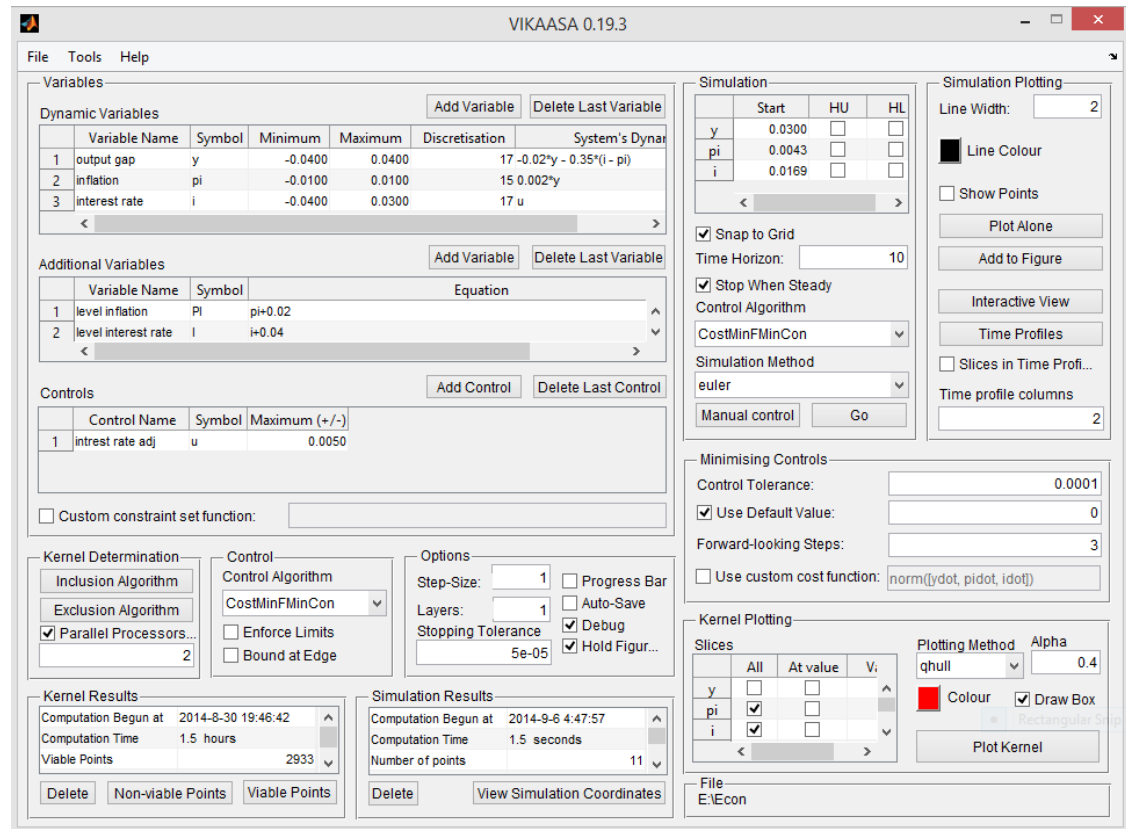 VIKAASA 0.19.3
File Tools Help
Variables
Dynamic Variables
Add Variable Delete Last Variable
Variable Name Symbol Minimum Maximum Discretisation System's Dynar
1 output gap y -0.0400 0.0400 17 -0.02*y - 0.35*(i - pi)
2 inflation pi -0.0100 0.0100 15 0.002*y
3 interest rate i -0.0400 0.0300 17 u
Additional Variables
Add Variable Delete Last Variable
Variable Name Symbol Equation
1 level inflation PI pi+0.02
2 level interest rate I i+0.04
Controls
Add Control Delete Last Control
Control Name Symbol Maximum (+/-)
1 intrest rate adj u 0.0050
Custom constraint set function:
Kernel Determination
Inclusion Algorithm
Exclusion Algorithm
Parallel Processors...
2
Control
Control Algorithm
CostMinFMinCon
Enforce Limits
Bound at Edge
Options
Step-Size: 1
Layers: 1
Stopping Tolerance
5e-05
Progress Bar
Auto-Save
Debug
Hold Figur...
Kernel Results
Computation Begun at 2014-8-30 19:46:42
Computation Time 1.5 hours
Viable Points 2933
Delete Non-viable Points Viable Points
Simulation Results
Computation Begun at 2014-9-6 4:47:57
Computation Time 1.5 seconds
Number of points 11
Delete View Simulation Coordinates
Simulation
Start HU HL
y 0.0300
pi 0.0043
i 0.0169
Snap to Grid
Time Horizon: 10
Stop When Steady
Control Algorithm
CostMinFMinCon
Simulation Method
euler
Manual control Go
Simulation Plotting
Line Width: 2
Line Colour
Show Points
Plot Alone
Add to Figure
Interactive View
Time Profiles
Slices in Time Profi...
Time profile columns
2
Minimising Controls
Control Tolerance: 0.0001
Use Default Value: 0
Forward-looking Steps: 3
Use custom cost function: norm([ydot, pidot, idot])
Kernel Plotting
Slices
All At value
y
pi
i
Plotting Method Alpha
qhull 0.4
Colour Draw Box
Rectangular Snip
Plot Kernel
File
E:\Econ